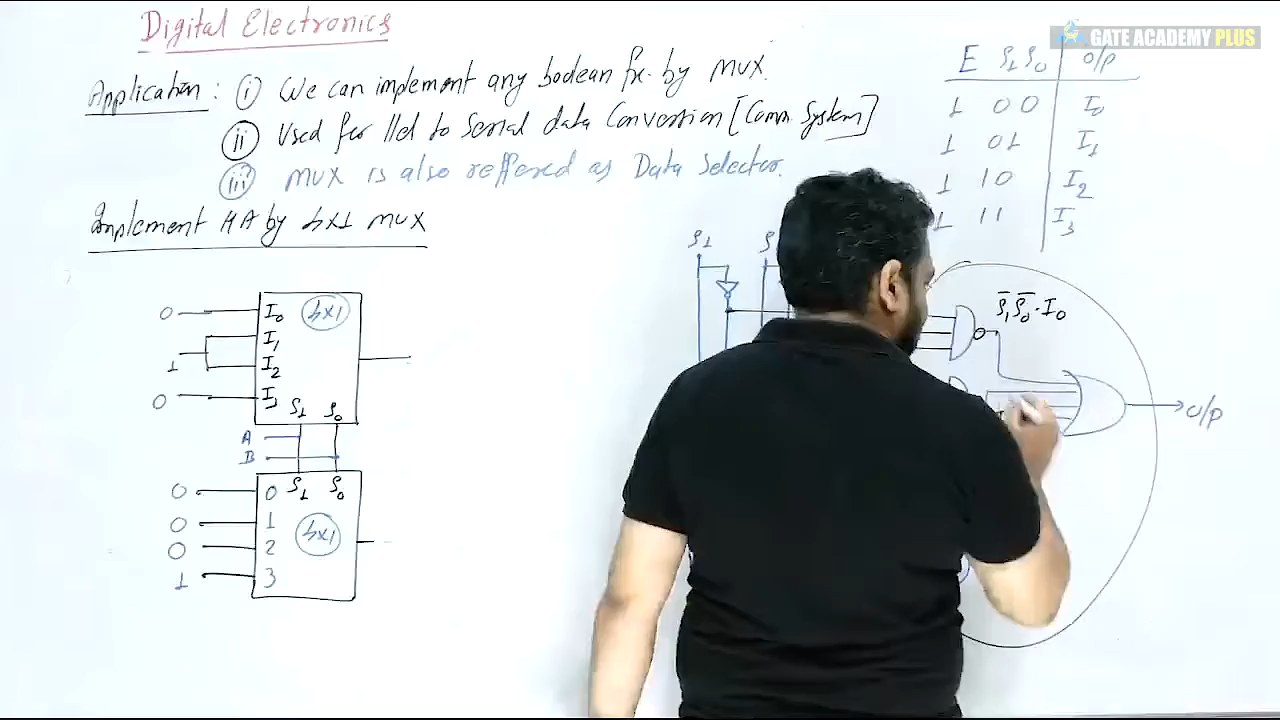 Digital Electronics
GATE ACADEMY PLUS
Application : (i) We can implement any boolean fx. by MUX.
(ii) Used for lld to Serial data Convertion [Comm. System]
(iii) MUX is also reffered as Data Selector.
Implement HA by 4x1 MUX
E S1 S0 O/P
1 0 0 I0
1 0 1 I1
1 1 0 I2
1 1 1 I3
S1 S
0 I0 4x1
I1
1 I2
0 I3
S1 S0
A
B
0 0 S1 S0
0 1 4x1
0 2
1 3
S̅1 S̅0 · I0
O/P